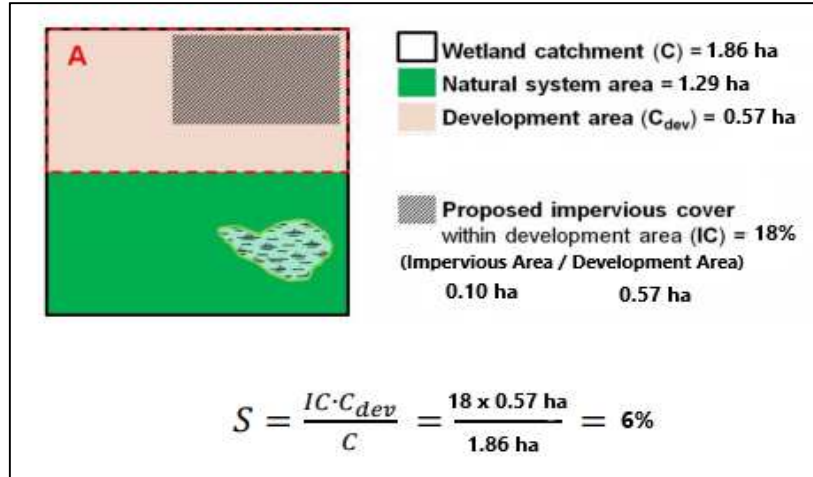 A
Wetland catchment (C) = 1.86 ha
Natural system area = 1.29 ha
Development area (C_dev) = 0.57 ha
Proposed impervious cover
within development area (IC) = 18%
(Impervious Area / Development Area)
0.10 ha 0.57 ha
S = IC·C_dev / C = 18 x 0.57 ha / 1.86 ha = 6%